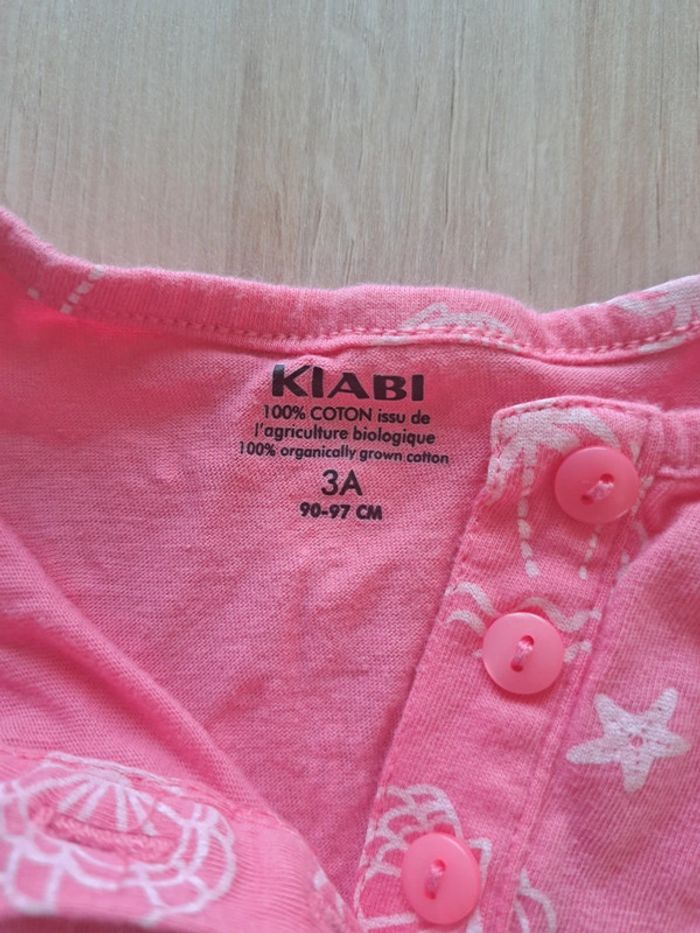 KIABI
100% COTON issu de
l'agriculture biologique
100% organically grown cotton
3A
90-97 CM